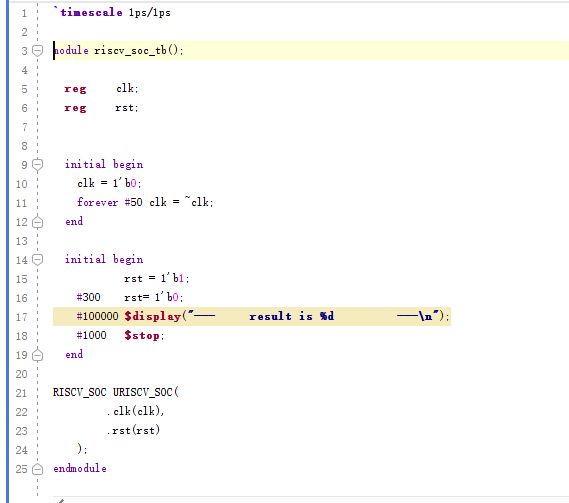 1 `timescale 1ps/1ps
2
3 module riscv_soc_tb();
4
5 reg clk;
6 reg rst;
7
8
9 initial begin
10 clk = 1'b0;
11 forever #50 clk = ~clk;
12 end
13
14 initial begin
15 rst = 1'b1;
16 #300 rst= 1'b0;
17 #100000 $display("--- result is %d ---\n");
18 #1000 $stop;
19 end
20
21 RISCV_SOC URISCV_SOC(
22 .clk(clk),
23 .rst(rst)
24 );
25 endmodule